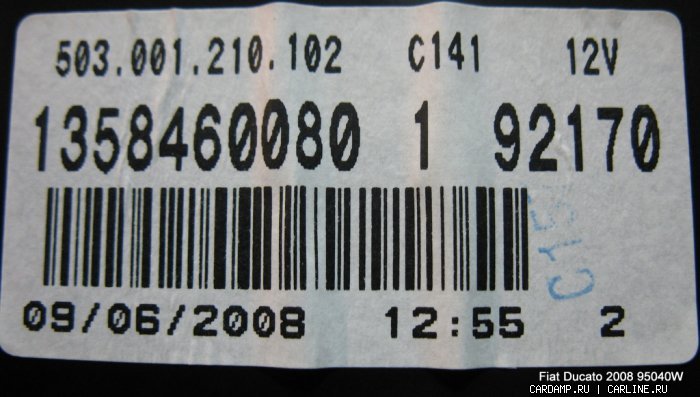 503.001.210.102 C141 12V
1358460080 1 92170
09/06/2008 12:55 2
Fiat Ducato 2008 95040W
CARDAMP.RU | CARLINE.RU